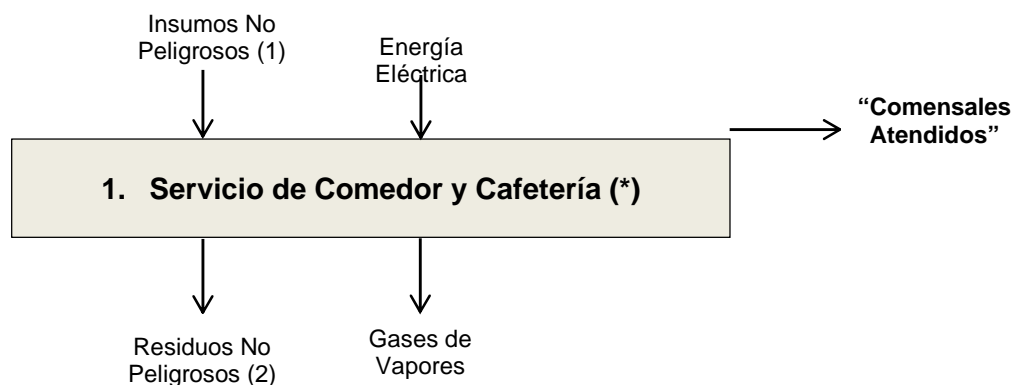 Insumos No
Peligrosos (1)
Energía
Eléctrica
“Comensales
Atendidos”
1. Servicio de Comedor y Cafetería (*)
Residuos No
Peligrosos (2)
Gases de
Vapores